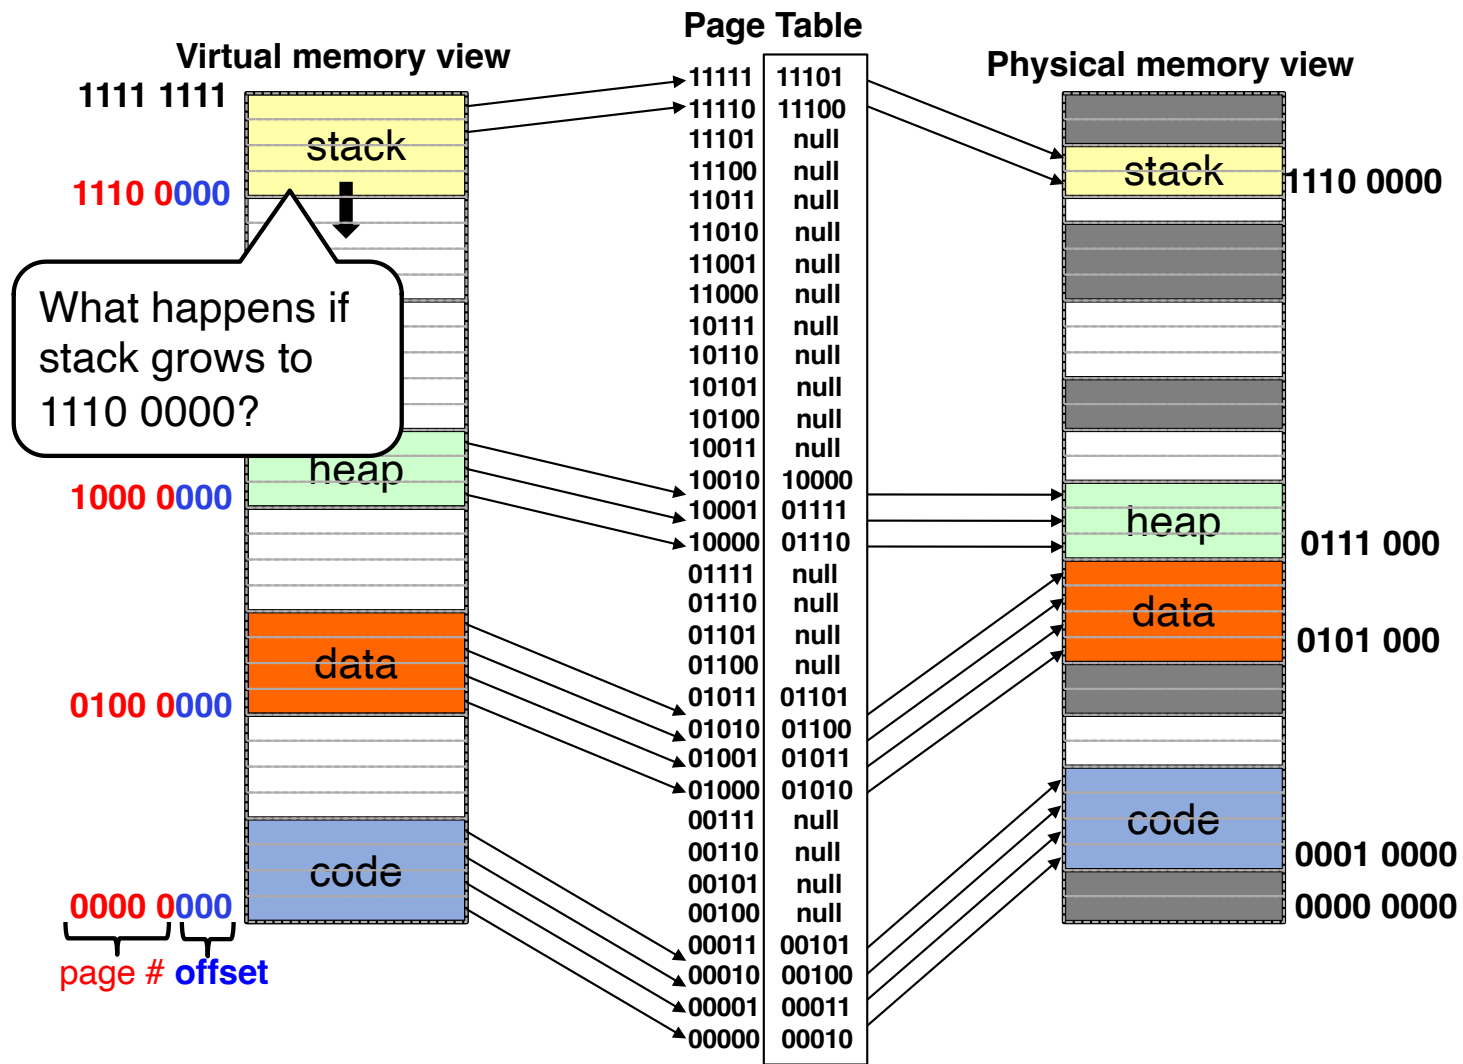 Page Table
Virtual memory view
Physical memory view
1111 1111
stack
1110 0000
What happens if
stack grows to
1110 0000?
heap
1000 0000
data
0100 0000
code
0000 0000
page # offset
11111 11101
11110 11100
11101 null
11100 null
11011 null
11010 null
11001 null
11000 null
10111 null
10110 null
10101 null
10100 null
10011 null
10010 10000
10001 01111
10000 01110
01111 null
01110 null
01101 null
01100 null
01011 01101
01010 01100
01001 01011
01000 01010
00111 null
00110 null
00101 null
00100 null
00011 00101
00010 00100
00001 00011
00000 00010
stack
1110 0000
heap
0111 000
data
0101 000
code
0001 0000
0000 0000